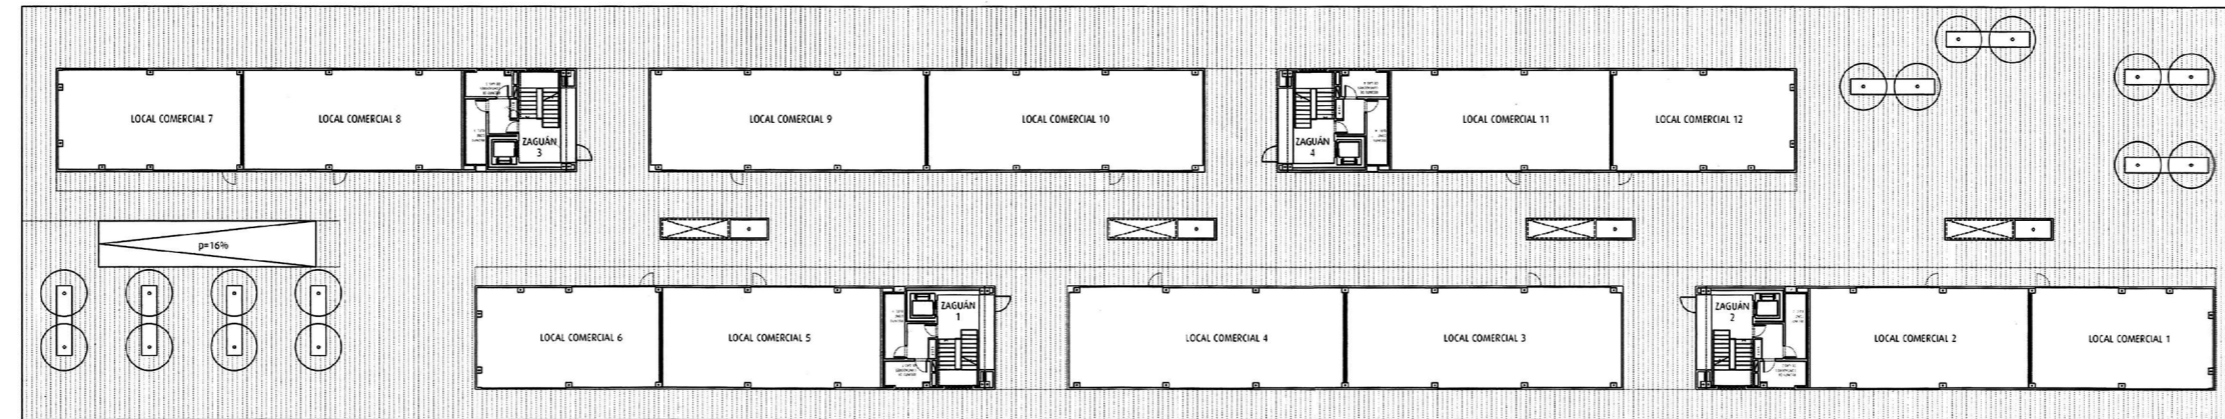 LOCAL COMERCIAL 7
LOCAL COMERCIAL 8
ZAGUÁN
3
LOCAL COMERCIAL 9
LOCAL COMERCIAL 10
ZAGUÁN
4
LOCAL COMERCIAL 11
LOCAL COMERCIAL 12
p=16%
LOCAL COMERCIAL 6
LOCAL COMERCIAL 5
ZAGUÁN
1
LOCAL COMERCIAL 4
LOCAL COMERCIAL 3
ZAGUÁN
2
LOCAL COMERCIAL 2
LOCAL COMERCIAL 1